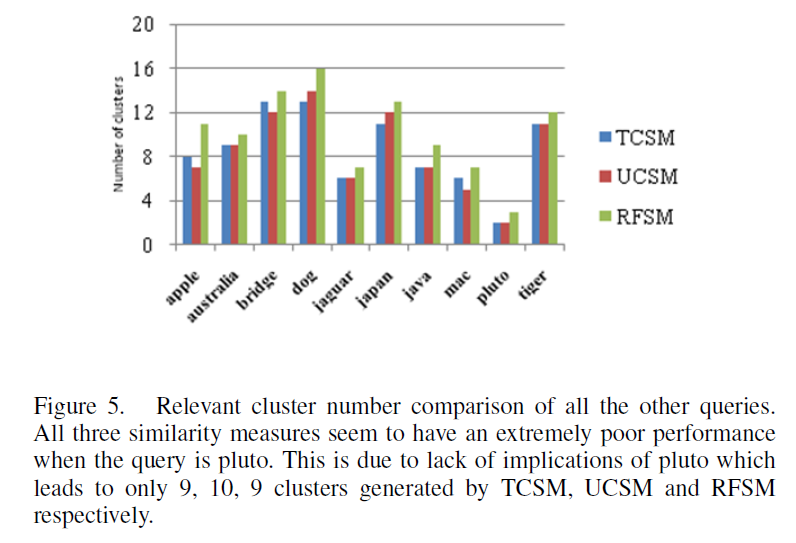 20
16
12
8
4
0
Number of clusters
apple
australia
bridge
dog
jaguar
japan
java
mac
pluto
tiger
TCSM
UCSM
RFSM
Figure 5. Relevant cluster number comparison of all the other queries.
All three similarity measures seem to have an extremely poor performance
when the query is pluto. This is due to lack of implications of pluto which
leads to only 9, 10, 9 clusters generated by TCSM, UCSM and RFSM
respectively.